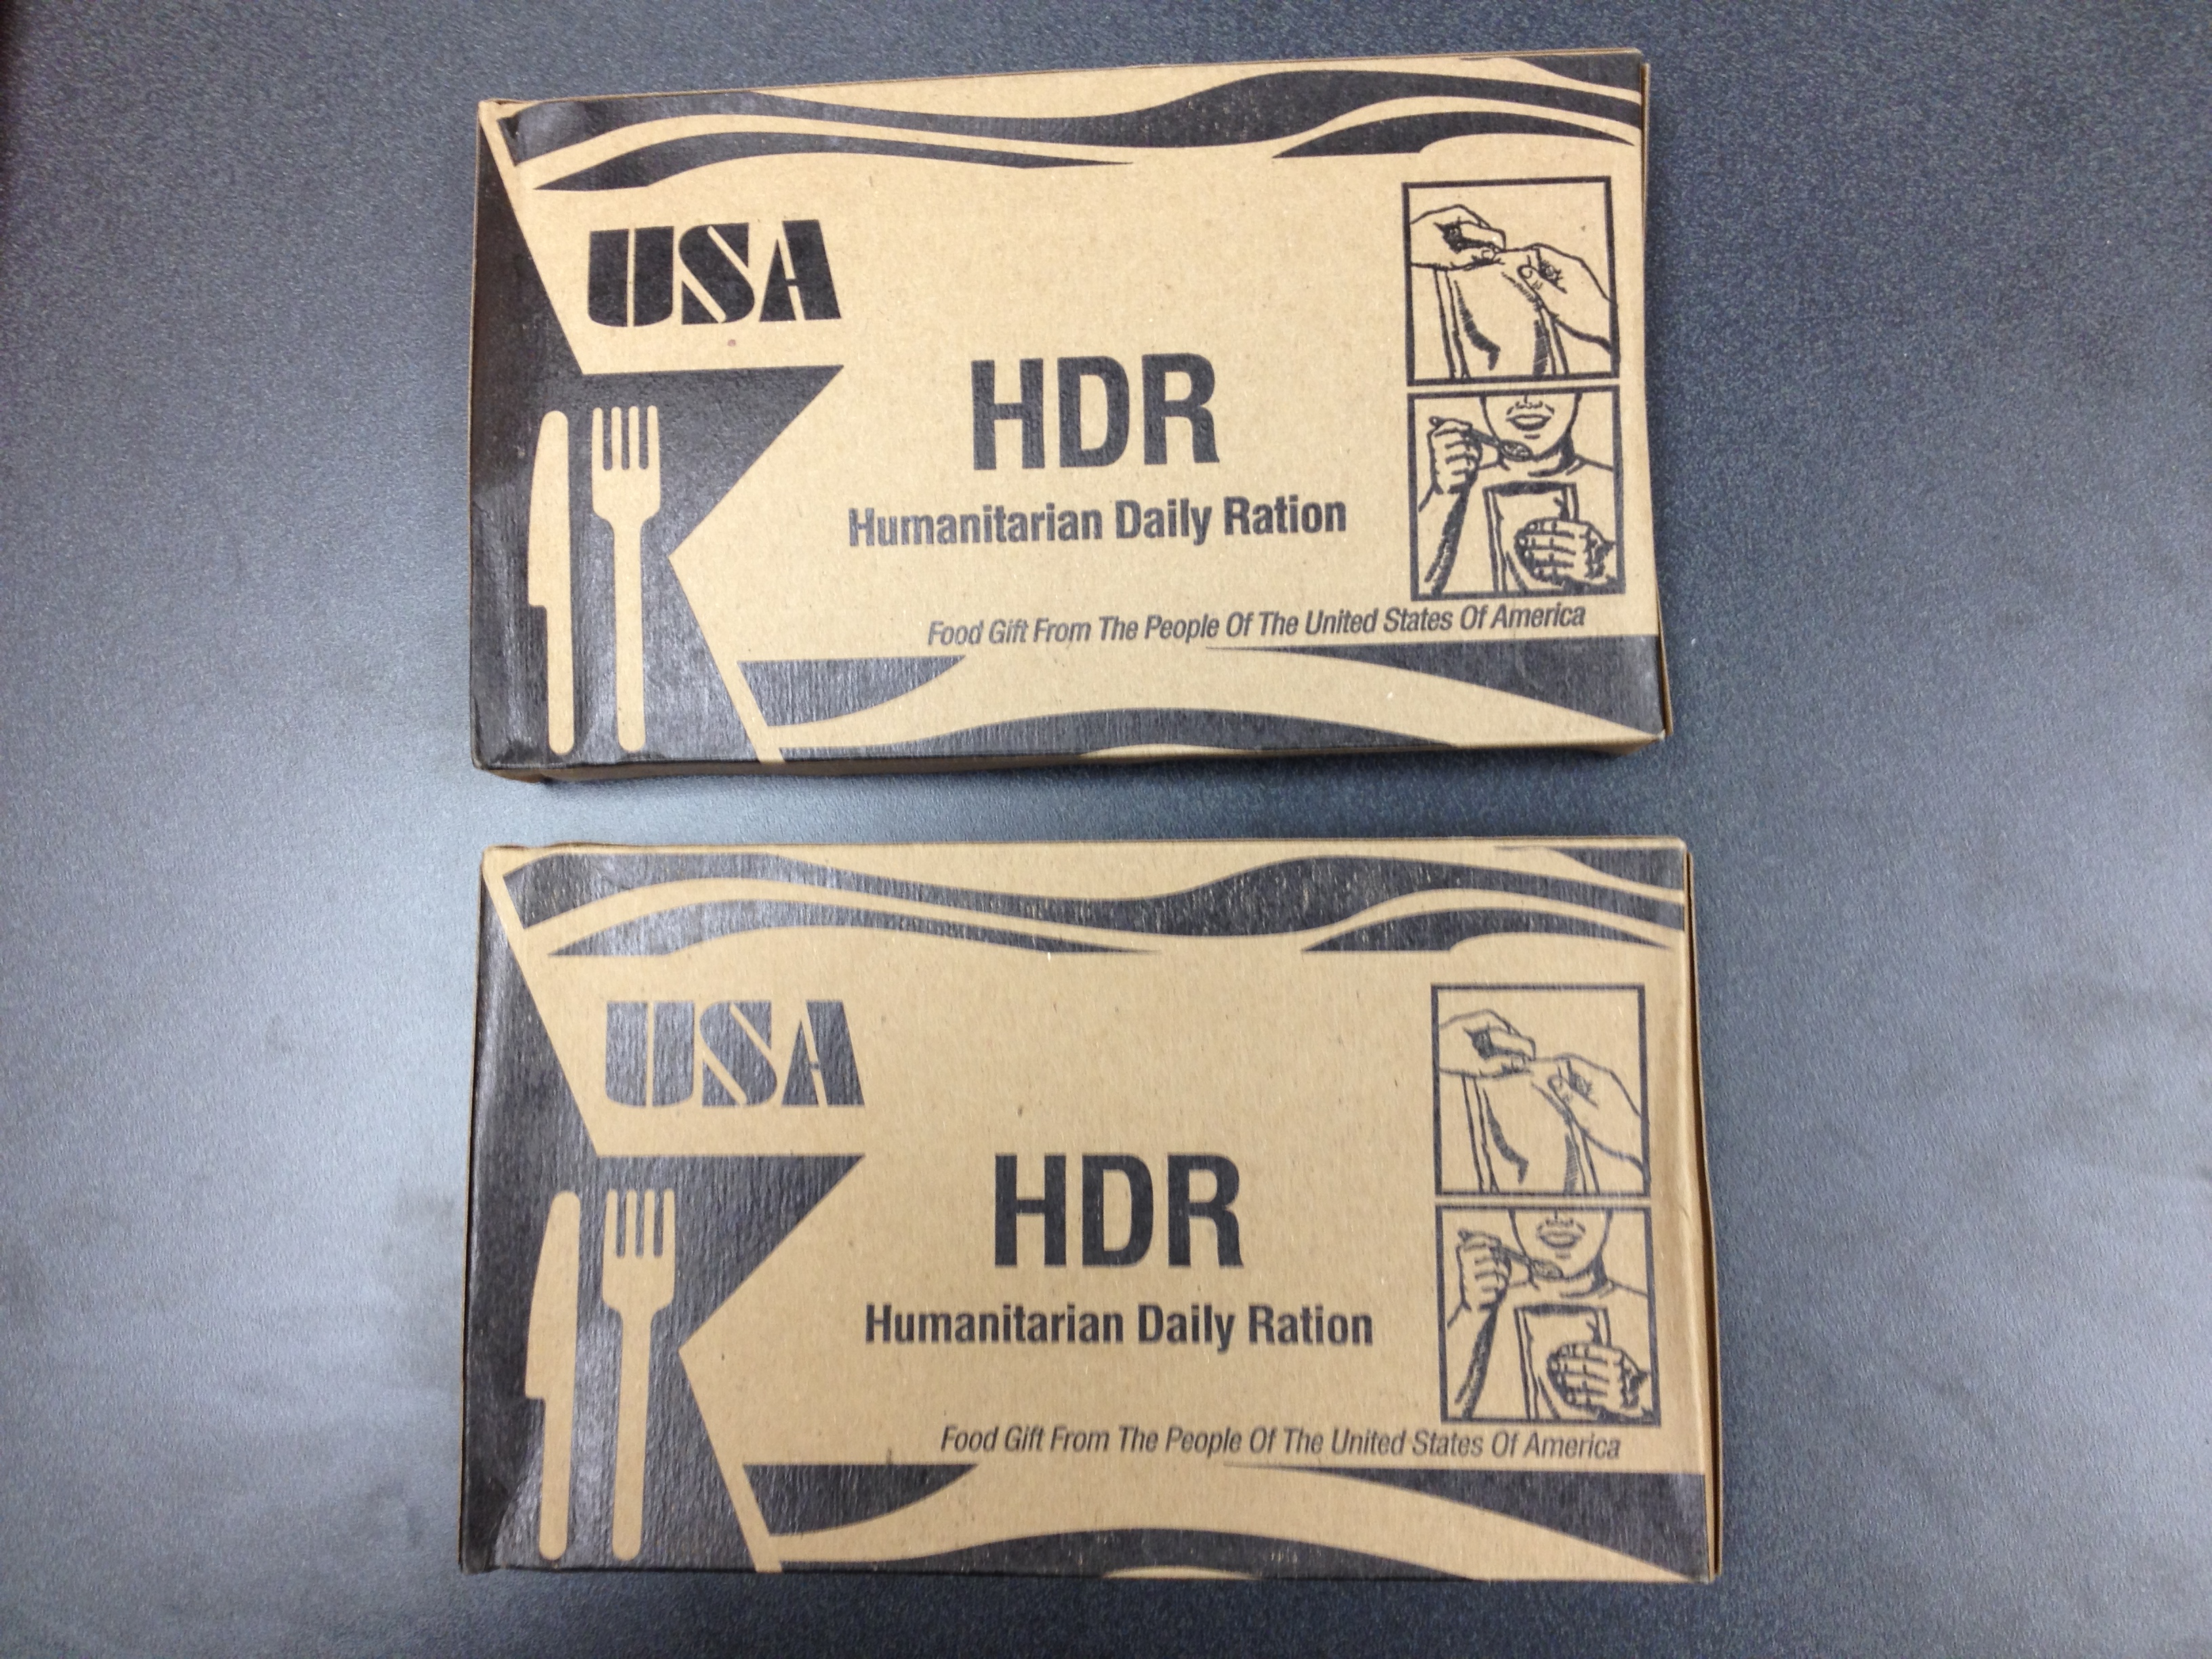 USA
HDR
Humanitarian Daily Ration
Food Gift From The People Of The United States Of America
USA
HDR
Humanitarian Daily Ration
Food Gift From The People Of The United States Of America